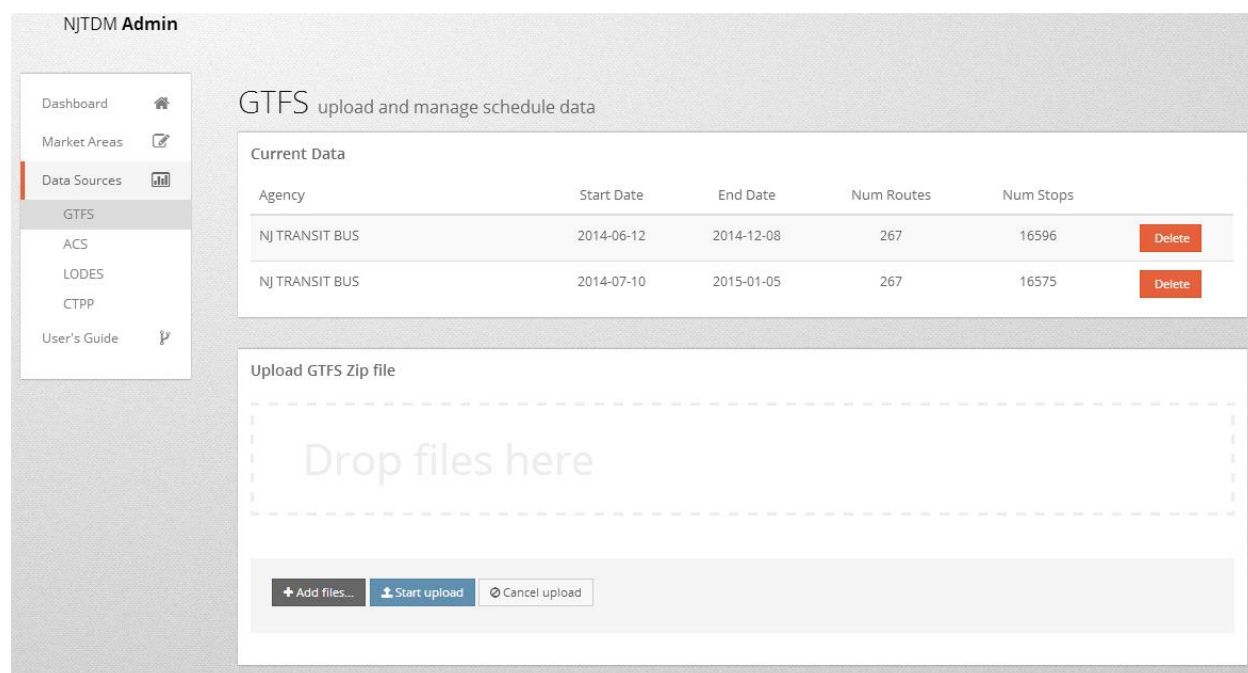 NJTDM Admin
Dashboard
Market Areas
Data Sources
GTFS
ACS
LODES
CTPP
User's Guide
GTFS upload and manage schedule data
Current Data
Agency Start Date End Date Num Routes Num Stops
NJ TRANSIT BUS 2014-06-12 2014-12-08 267 16596 Delete
NJ TRANSIT BUS 2014-07-10 2015-01-05 267 16575 Delete
Upload GTFS Zip file
Drop files here
Add files... Start upload Cancel upload